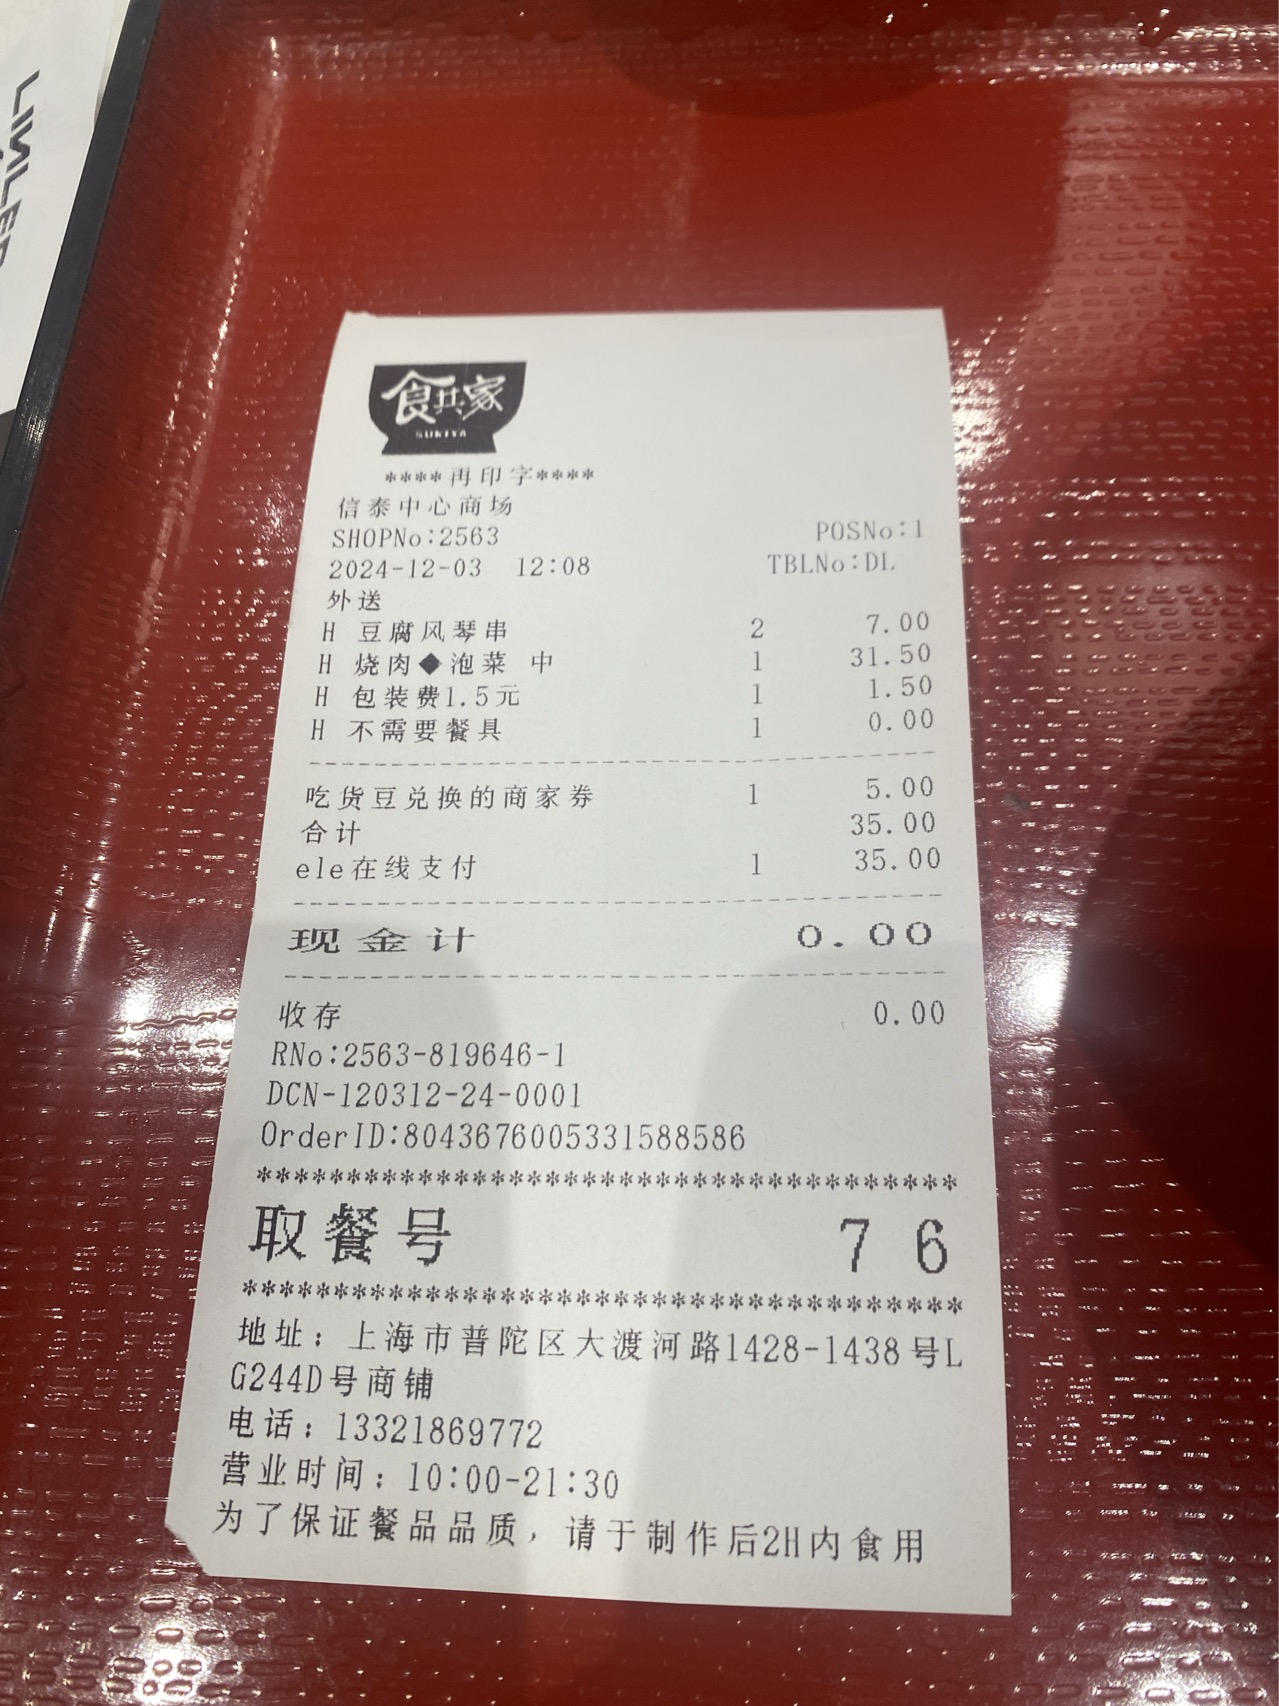 食其家
SUKIYA
****再印字****
信泰中心商场
SHOPNo:2563 POSNo:1
2024-12-03 12:08 TBLNo:DL
外送
H 豆腐风琴串 2 7.00
H 烧肉◆泡菜 中 1 31.50
H 包装费1.5元 1 1.50
H 不需要餐具 1 0.00
吃货豆兑换的商家券 1 5.00
合计 35.00
ele在线支付 1 35.00
现金计 0.00
收存 0.00
RNo:2563-819646-1
DCN-120312-24-0001
OrderID:8043676005331588586
取餐号 76
地址：上海市普陀区大渡河路1428-1438号L
G244D号商铺
电话：13321869772
营业时间：10:00-21:30
为了保证餐品品质，请于制作后2H内食用